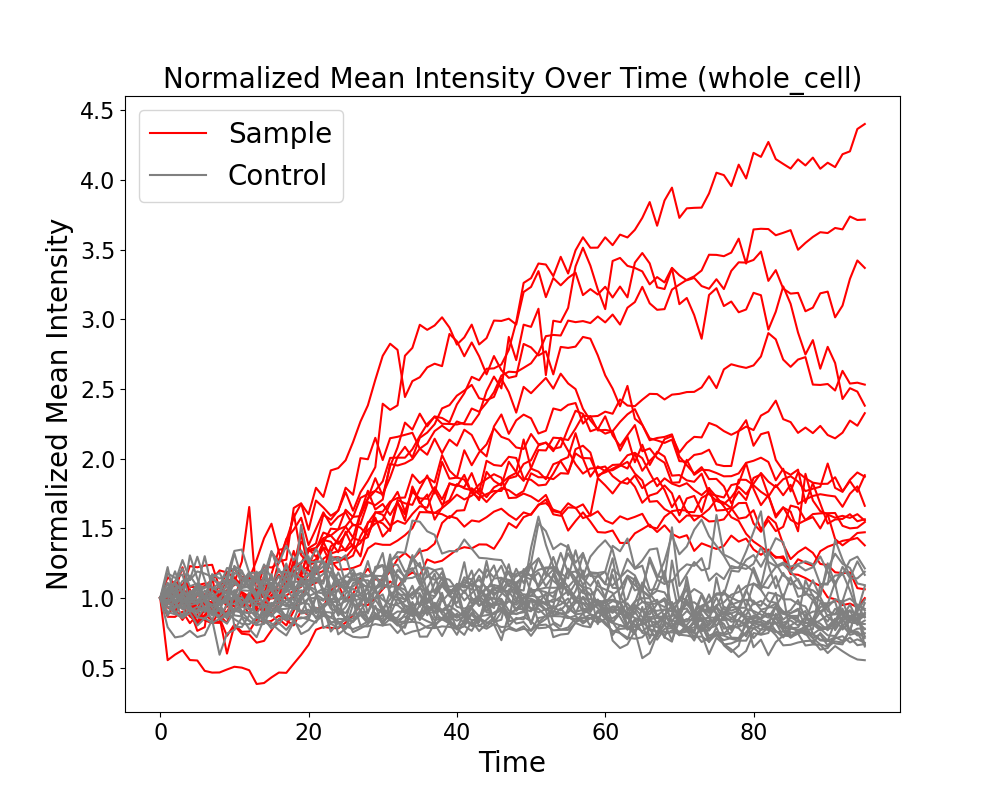 Normalized Mean Intensity Over Time (whole_cell)
Sample
Control
Normalized Mean Intensity
4.5
4.0
3.5
3.0
2.5
2.0
1.5
1.0
0.5
0 20 40 60 80
Time